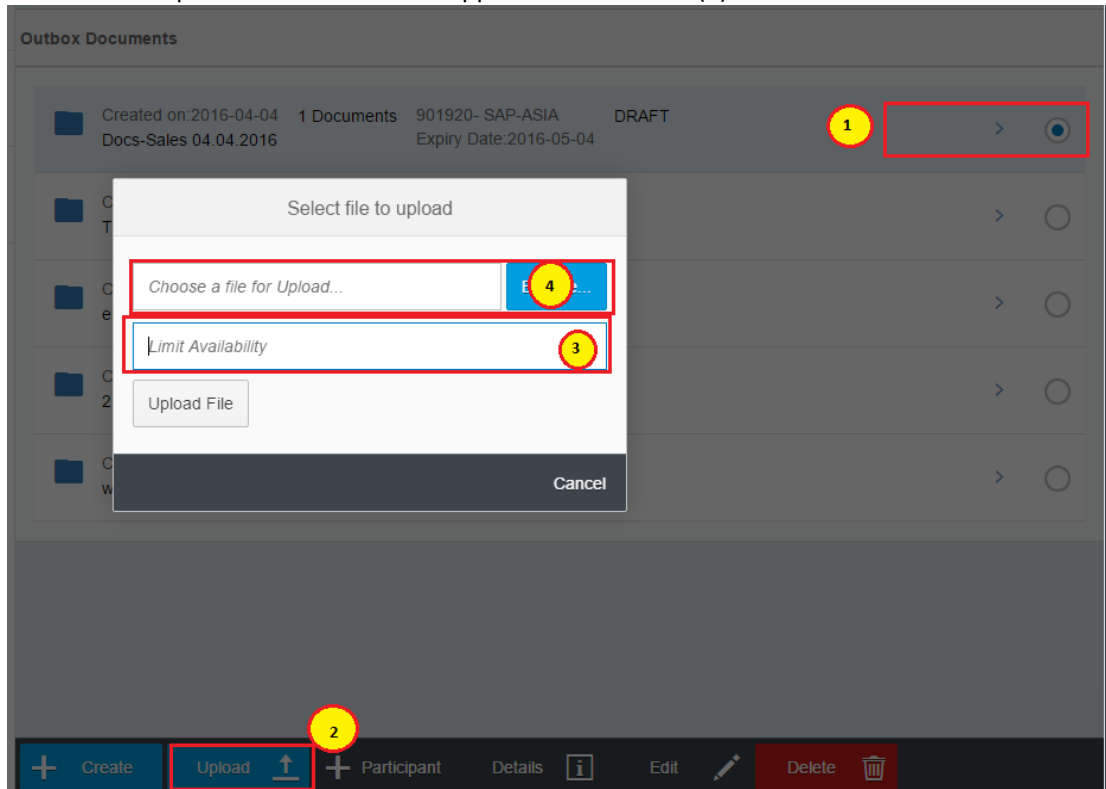 Outbox Documents
Created on:2016-04-04 1 Documents 901920- SAP-ASIA DRAFT
Docs-Sales 04.04.2016 Expiry Date:2016-05-04
1
Select file to upload
Choose a file for Upload...
4
Limit Availability
3
Upload File
Cancel
2
Create Upload Participant Details Edit Delete